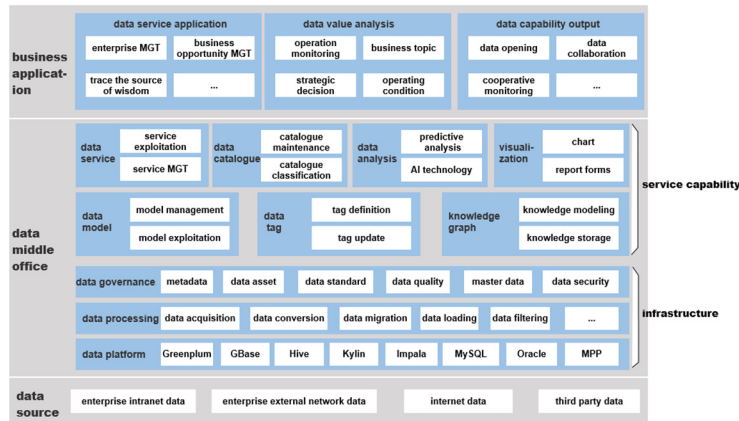 data service application
data value analysis
data capability output
business
applicat-
ion
enterprise MGT
business
opportunity MGT
operation
monitoring
business topic
data opening
data
collaboration
trace the source
of wisdom
...
strategic
decision
operating
condition
cooperative
monitoring
...
data
middle
office
data
service
service
exploitation
service MGT
data
catalogue
catalogue
maintenance
catalogue
classification
data
analysis
predictive
analysis
AI technology
visuali-
zation
chart
report forms
service capability
data
model
model management
model exploitation
data
tag
tag definition
tag update
knowledge
graph
knowledge modeling
knowledge storage
data governance
metadata
data asset
data standard
data quality
master data
data security
data processing
data acquisition
data conversion
data migration
data loading
data filtering
...
infrastructure
data platform
Greenplum
GBase
Hive
Kylin
Impala
MySQL
Oracle
MPP
data
source
enterprise intranet data
enterprise external network data
internet data
third party data